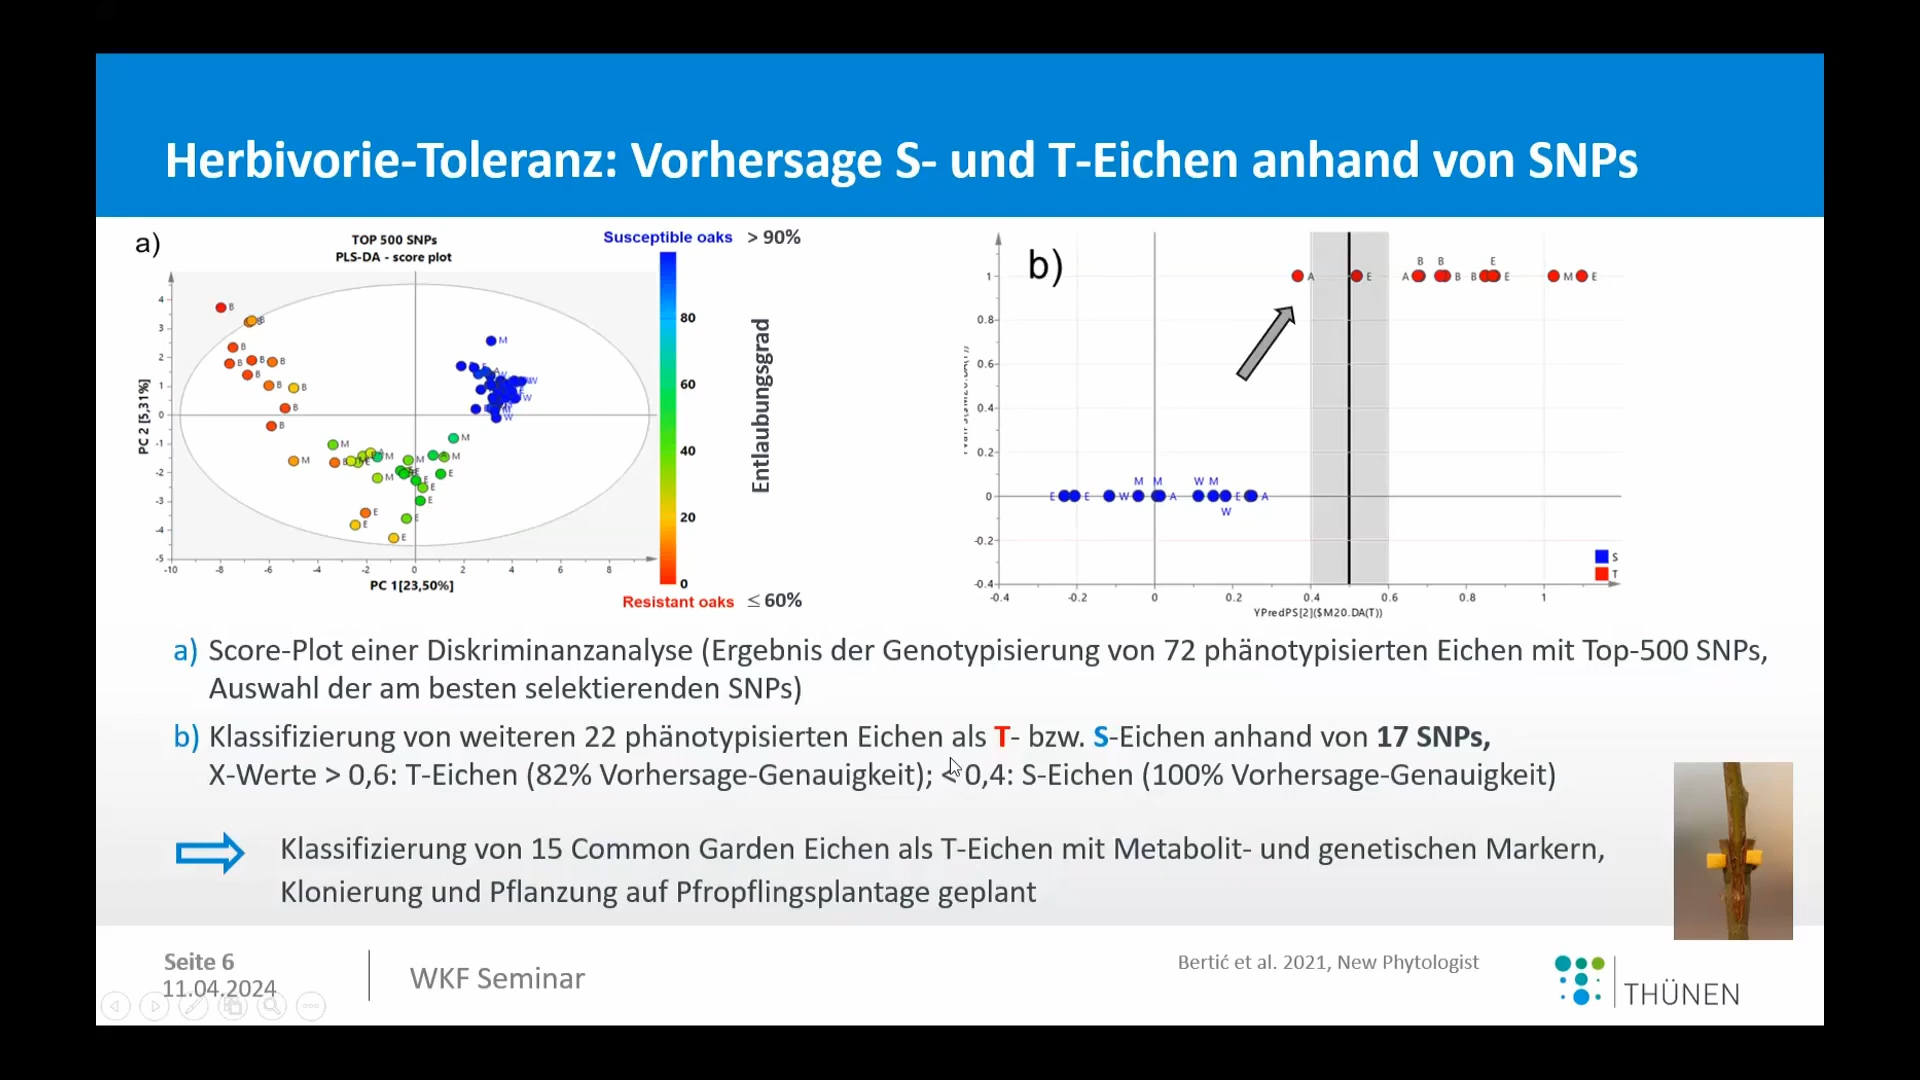 Herbivorie-Toleranz: Vorhersage S- und T-Eichen anhand von SNPs
a)
TOP 500 SNPs
PLS-DA - score plot
Susceptible oaks > 90%
PC 2 [5,31%]
4
3
2
1
0
-1
-2
-3
-4
-5
-10 -8 -6 -4 -2 0 2 4 6 8
PC 1[23,50%]
80
60
40
20
0
Entlaubungsgrad
Resistant oaks ≤ 60%
b)
1
0.8
0.6
0.4
0.2
0
-0.2
-0.4
A E A B B B B E E M E
E E W M M A W M W E A
-0.4 -0.2 0 0.2 0.4 0.6 0.8 1
YPredPS[2]($M20.DA(T))
S
T
a) Score-Plot einer Diskriminanzanalyse (Ergebnis der Genotypisierung von 72 phänotypisierten Eichen mit Top-500 SNPs,
Auswahl der am besten selektierenden SNPs)
b) Klassifizierung von weiteren 22 phänotypisierten Eichen als T- bzw. S-Eichen anhand von 17 SNPs,
X-Werte > 0,6: T-Eichen (82% Vorhersage-Genauigkeit); < 0,4: S-Eichen (100% Vorhersage-Genauigkeit)
Klassifizierung von 15 Common Garden Eichen als T-Eichen mit Metabolit- und genetischen Markern,
Klonierung und Pflanzung auf Pfropflingsplantage geplant
Seite 6
11.04.2024
WKF Seminar
Bertić et al. 2021, New Phytologist
THÜNEN